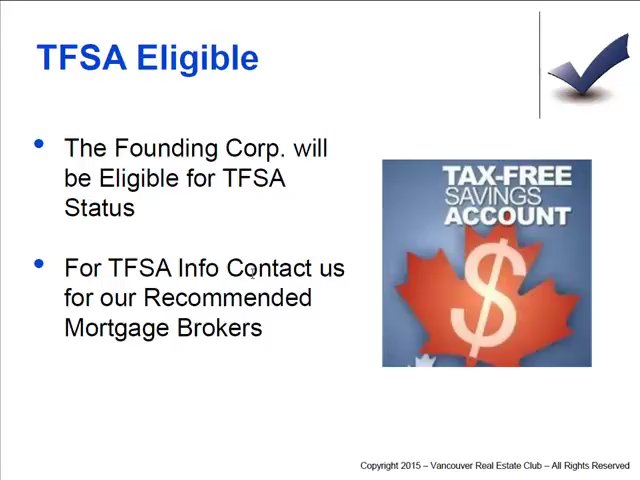 TFSA Eligible
The Founding Corp. will
be Eligible for TFSA
Status
For TFSA Info Contact us
for our Recommended
Mortgage Brokers
TAX-FREE
SAVINGS
ACCOUNT
$
Copyright 2015 – Vancouver Real Estate Club – All Rights Reserved